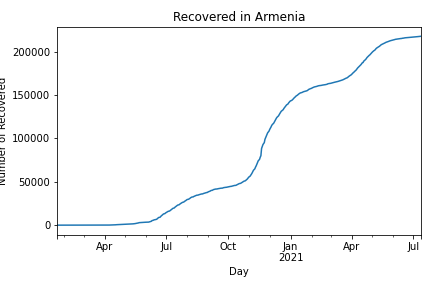 Recovered in Armenia
Number of Recovered
200000
150000
100000
50000
0
Apr
Jul
Oct
Jan
2021
Apr
Jul
Day